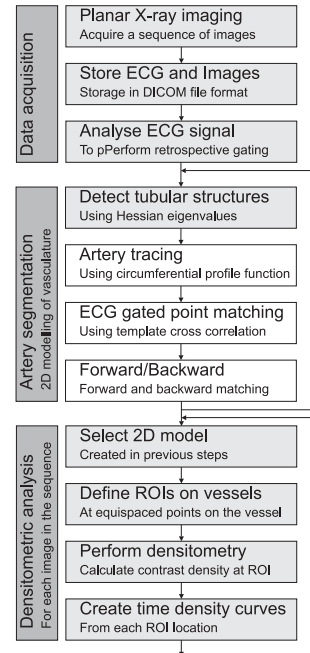 Data acquisition
Planar X-ray imaging
Acquire a sequence of images
Store ECG and Images
Storage in DICOM file format
Analyse ECG signal
To pPerform retrospective gating
Artery segmentation
2D modelling of vasculature
Detect tubular structures
Using Hessian eigenvalues
Artery tracing
Using circumferential profile function
ECG gated point matching
Using template cross correlation
Forward/Backward
Forward and backward matching
Densitometric analysis
For each image in the sequence
Select 2D model
Created in previous steps
Define ROIs on vessels
At equispaced points on the vessel
Perform densitometry
Calculate contrast density at ROI
Create time density curves
From each ROI location